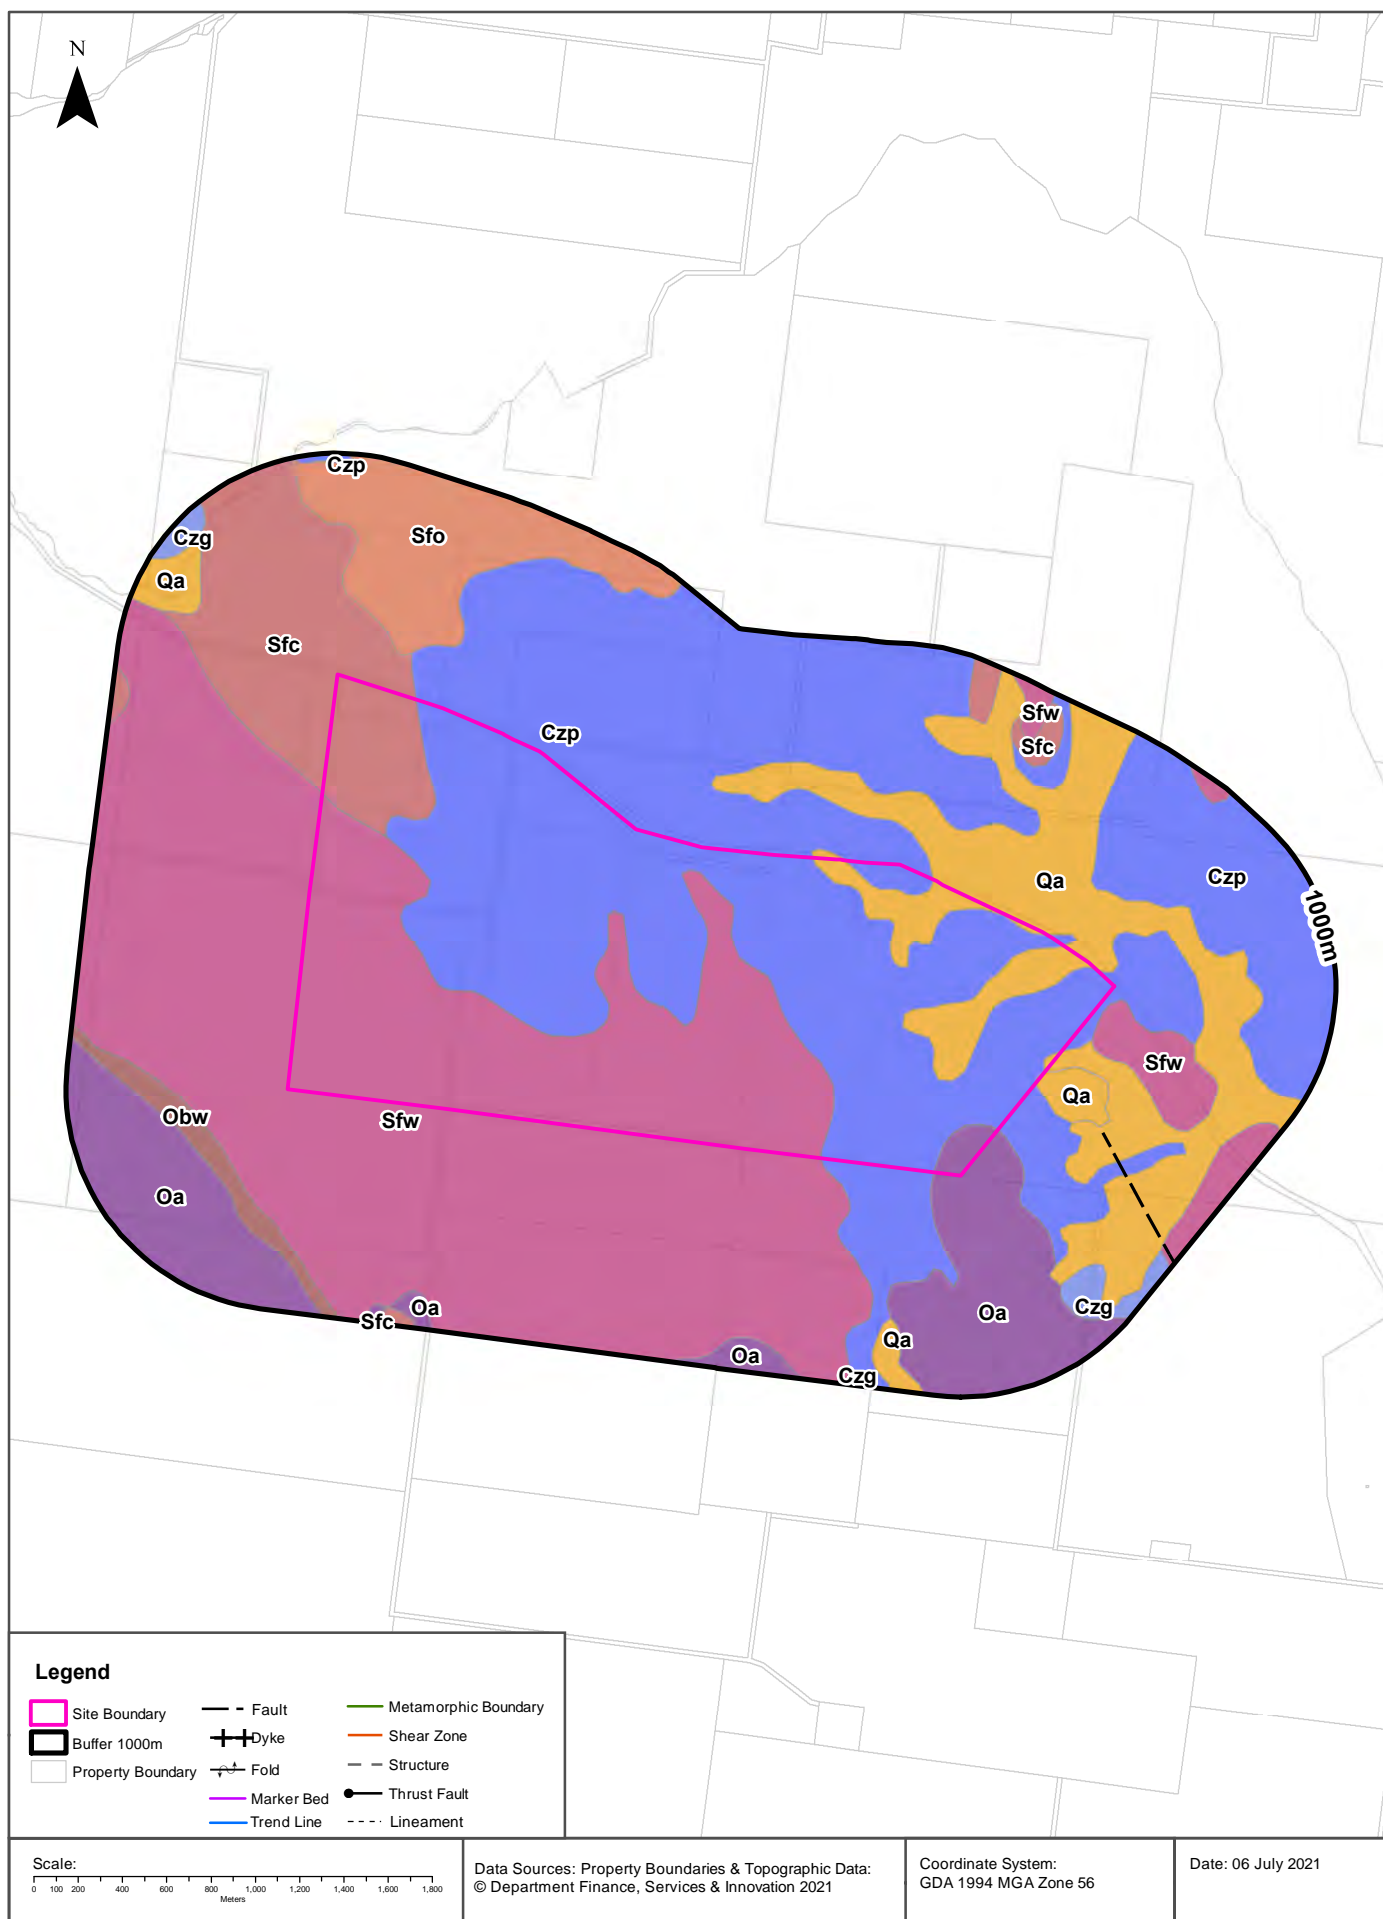 N
Czp
Sfo
Czg
Qa
Sfc
Czp
Sfw
Sfc
Qa
Czp
1000m
Sfw
Qa
Obw
Sfw
Oa
Oa
Sfc
Czg
Oa
Qa
Oa
Czg
Legend
Site Boundary
Buffer 1000m
Property Boundary
Fault
Dyke
Fold
Marker Bed
Trend Line
Metamorphic Boundary
Shear Zone
Structure
Thrust Fault
Lineament
Scale:
0 100 200 400 600 800 1,000 1,200 1,400 1,600 1,800
Meters
Data Sources: Property Boundaries & Topographic Data:
© Department Finance, Services & Innovation 2021
Coordinate System:
GDA 1994 MGA Zone 56
Date: 06 July 2021